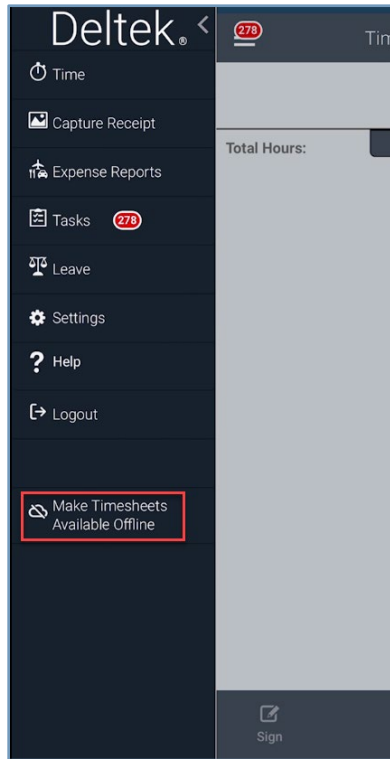 Deltek®
Time
Capture Receipt
Expense Reports
Tasks 278
Leave
Settings
Help
Logout
Make Timesheets
Available Offline
278
Total Hours:
Sign